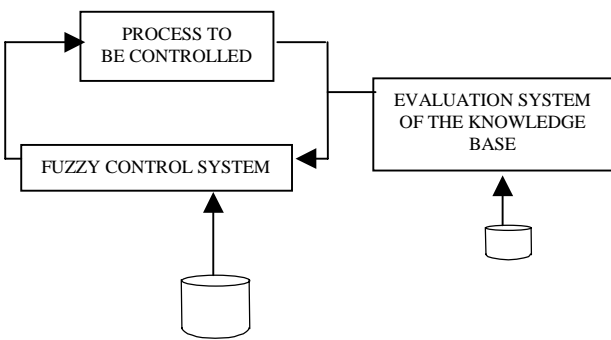 PROCESS TO
BE CONTROLLED
EVALUATION SYSTEM
OF THE KNOWLEDGE
BASE
FUZZY CONTROL SYSTEM